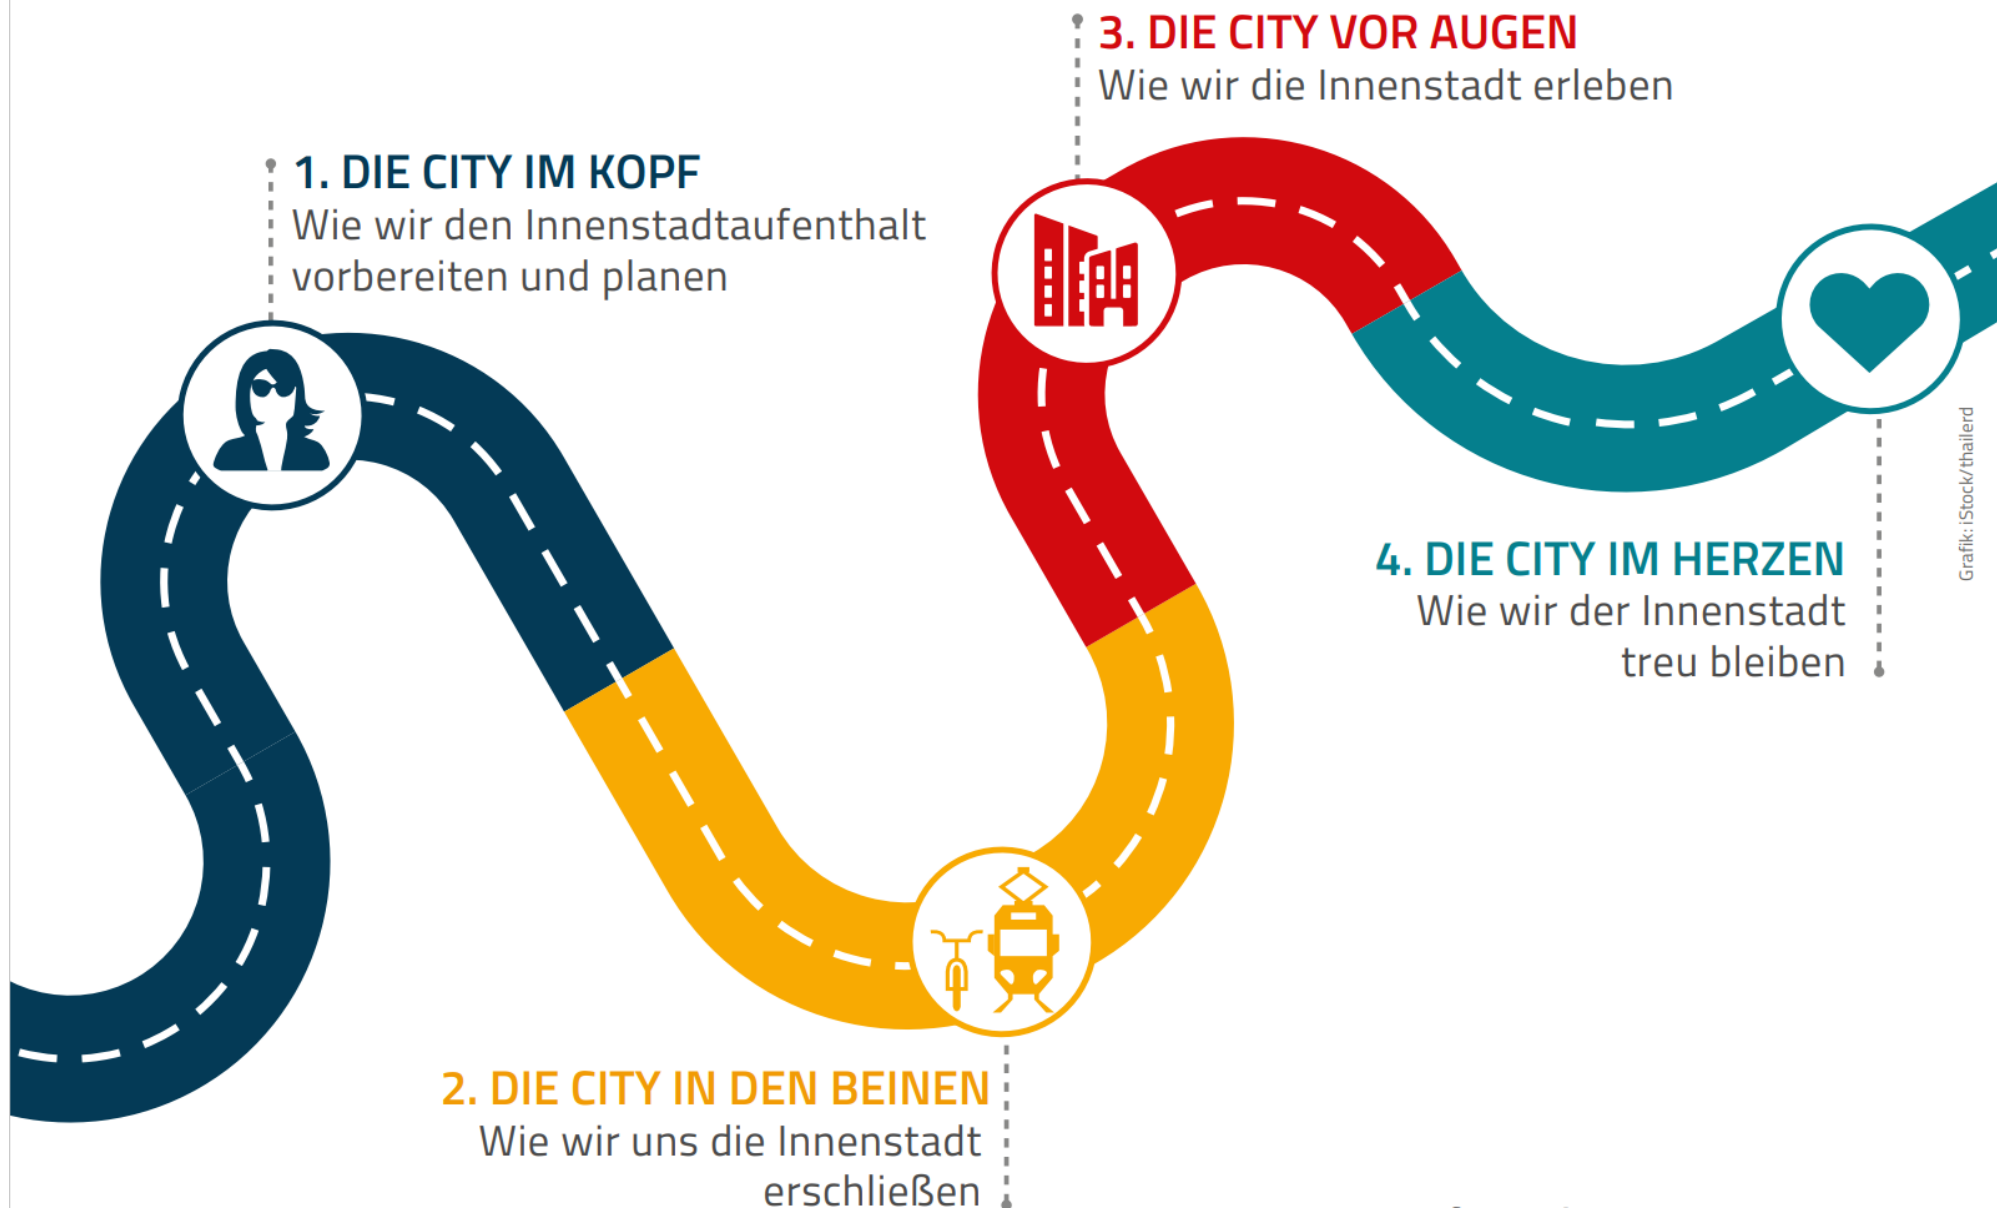 1. DIE CITY IM KOPF
Wie wir den Innenstadtaufenthalt
vorbereiten und planen
2. DIE CITY IN DEN BEINEN
Wie wir uns die Innenstadt
erschließen
3. DIE CITY VOR AUGEN
Wie wir die Innenstadt erleben
4. DIE CITY IM HERZEN
Wie wir der Innenstadt
treu bleiben
Grafik: iStock/thailerd